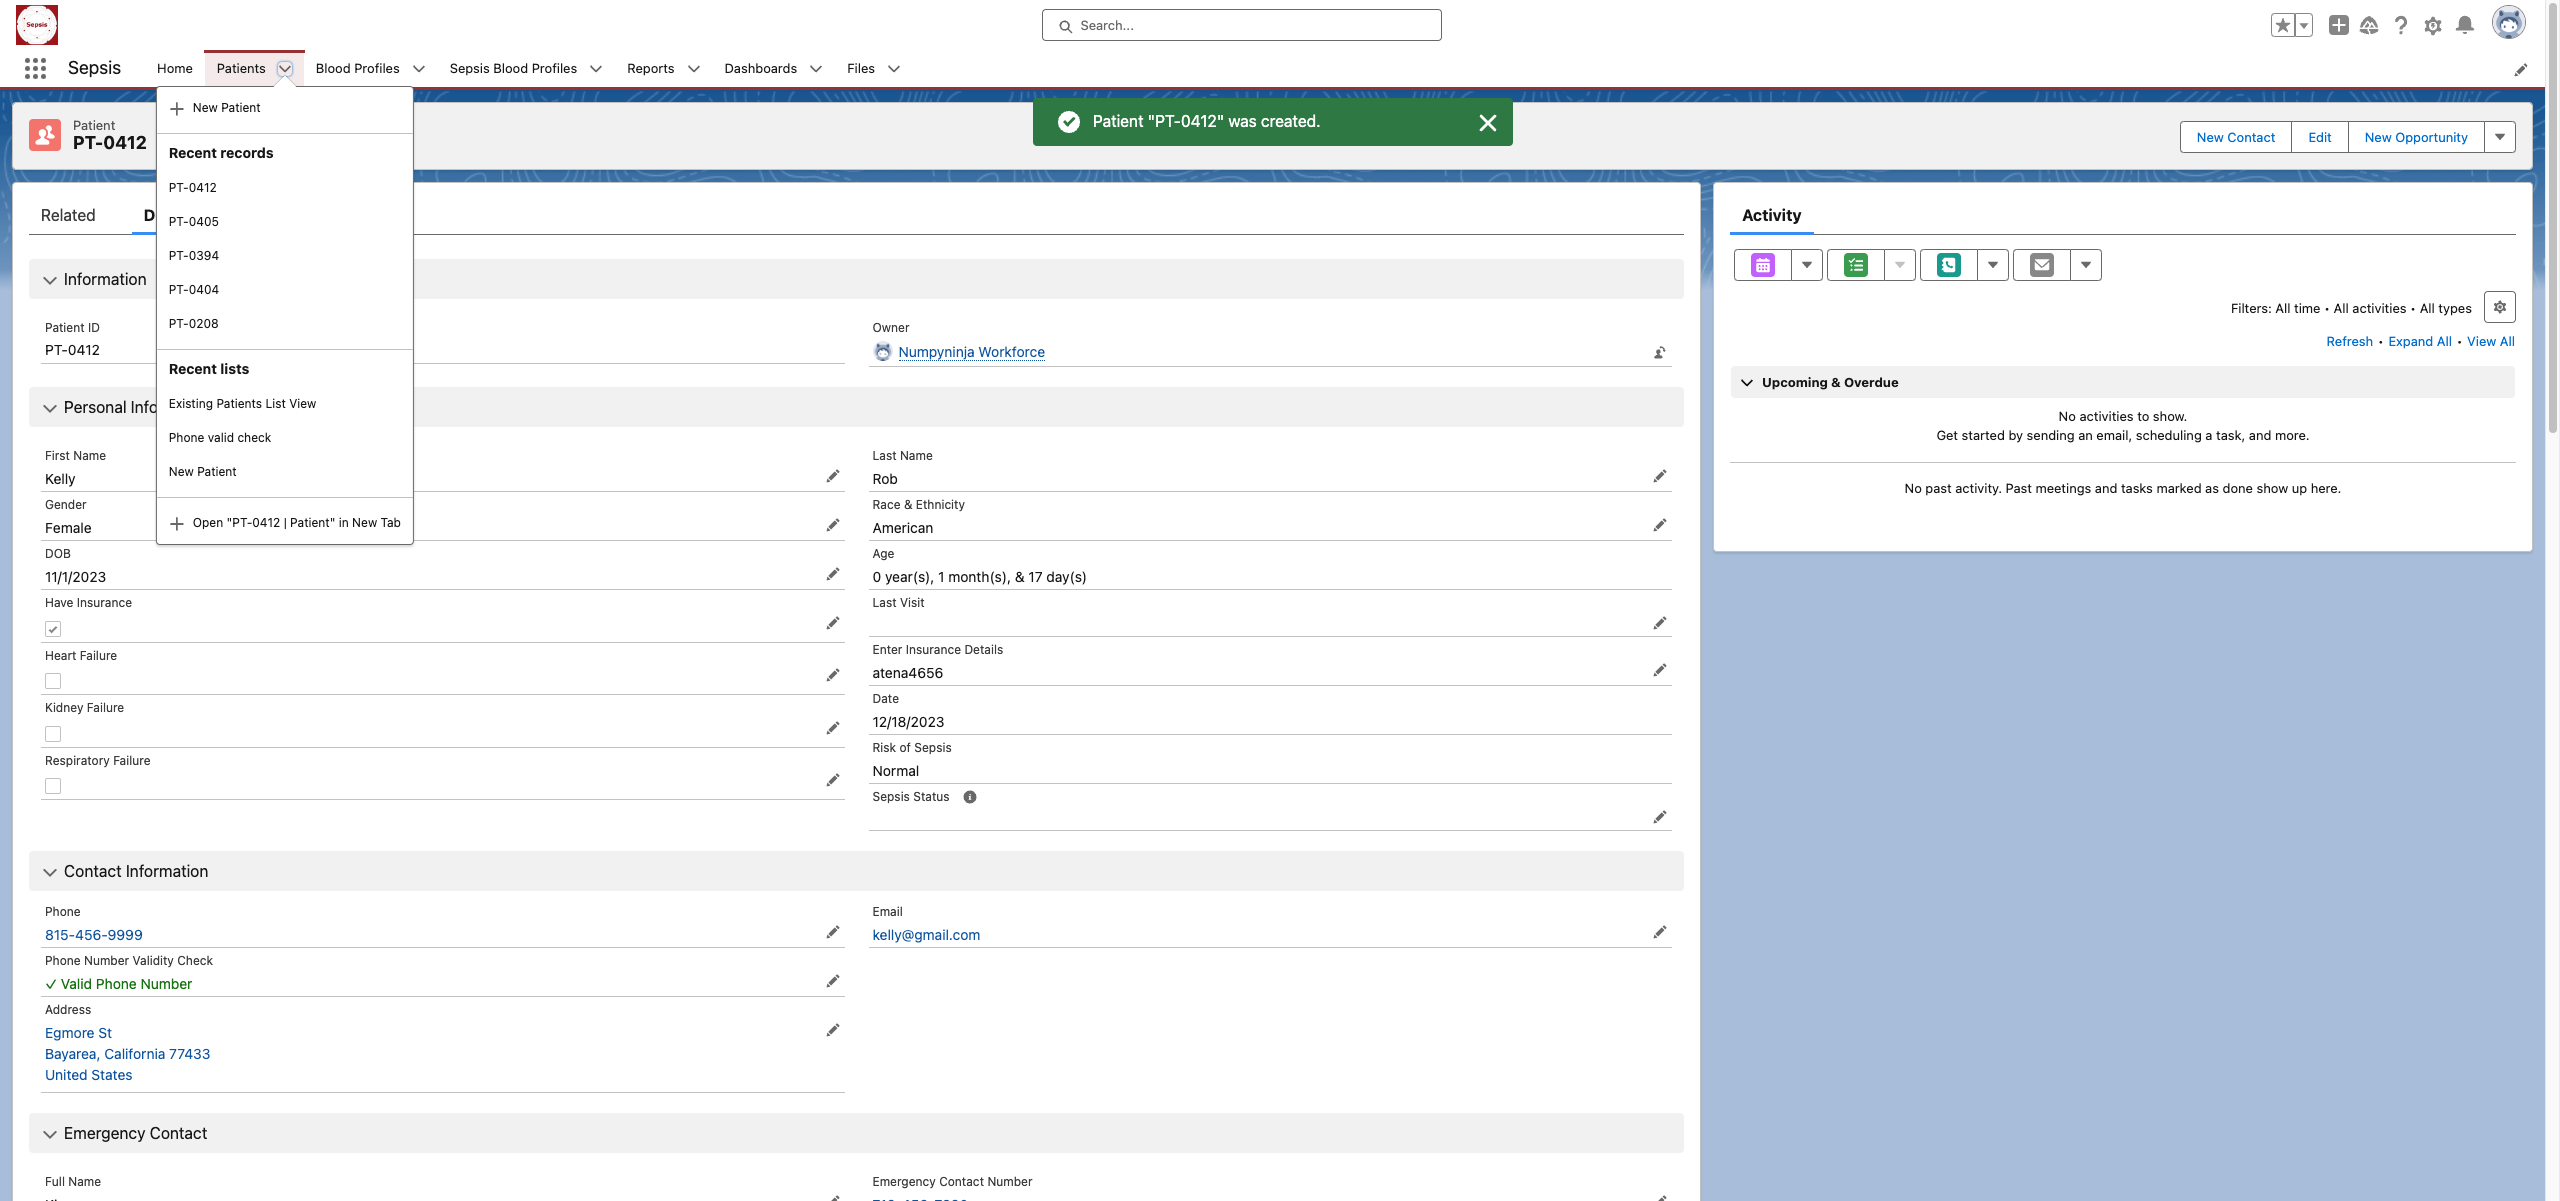 Sepsis
Search...
Sepsis
Home
Patients
Blood Profiles
Sepsis Blood Profiles
Reports
Dashboards
Files
New Patient
Recent records
PT-0412
PT-0405
PT-0394
PT-0404
PT-0208
Recent lists
Existing Patients List View
Phone valid check
New Patient
Open "PT-0412 | Patient" in New Tab
Patient
PT-0412
Patient "PT-0412" was created.
New Contact
Edit
New Opportunity
Related
D
Information
Patient ID
PT-0412
Owner
Numpyninja Workforce
Personal Info
First Name
Kelly
Last Name
Rob
Gender
Female
Race & Ethnicity
American
DOB
11/1/2023
Age
0 year(s), 1 month(s), & 17 day(s)
Have Insurance
Last Visit
Heart Failure
Enter Insurance Details
atena4656
Kidney Failure
Date
12/18/2023
Respiratory Failure
Risk of Sepsis
Normal
Sepsis Status
Contact Information
Phone
815-456-9999
Email
kelly@gmail.com
Phone Number Validity Check
✓ Valid Phone Number
Address
Egmore St
Bayarea, California 77433
United States
Emergency Contact
Full Name
Emergency Contact Number
Activity
Filters: All time • All activities • All types
Refresh • Expand All • View All
Upcoming & Overdue
No activities to show.
Get started by sending an email, scheduling a task, and more.
No past activity. Past meetings and tasks marked as done show up here.